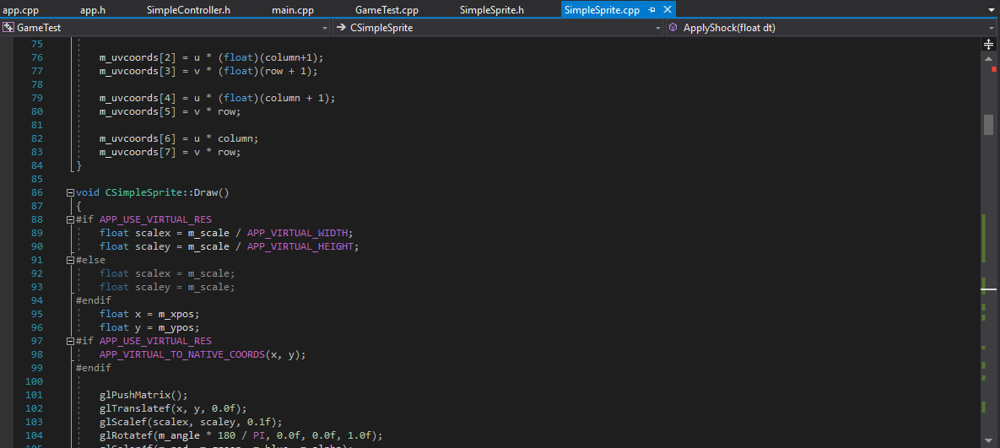 app.cpp app.h SimpleController.h main.cpp GameTest.cpp SimpleSprite.h SimpleSprite.cpp
GameTest CSimpleSprite ApplyShock(float dt)
75
76 m_uvcoords[2] = u * (float)(column+1);
77 m_uvcoords[3] = v * (float)(row + 1);
78
79 m_uvcoords[4] = u * (float)(column + 1);
80 m_uvcoords[5] = v * row;
81
82 m_uvcoords[6] = u * column;
83 m_uvcoords[7] = v * row;
84 }
85
86 void CSimpleSprite::Draw()
87 {
88 #if APP_USE_VIRTUAL_RES
89 float scalex = m_scale / APP_VIRTUAL_WIDTH;
90 float scaley = m_scale / APP_VIRTUAL_HEIGHT;
91 #else
92 float scalex = m_scale;
93 float scaley = m_scale;
94 #endif
95 float x = m_xpos;
96 float y = m_ypos;
97 #if APP_USE_VIRTUAL_RES
98 APP_VIRTUAL_TO_NATIVE_COORDS(x, y);
99 #endif
100
101 glPushMatrix();
102 glTranslatef(x, y, 0.0f);
103 glScalef(scalex, scaley, 0.1f);
104 glRotatef(m_angle * 180 / PI, 0.0f, 0.0f, 1.0f);